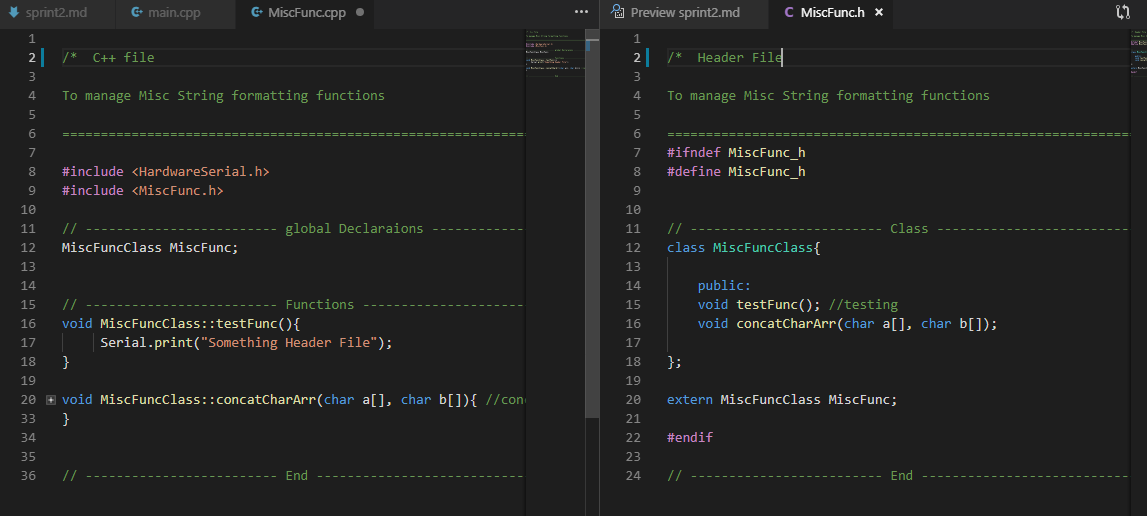 sprint2.md main.cpp MiscFunc.cpp ... Preview sprint2.md C MiscFunc.h ×
1
2 /* C++ file
3
4 To manage Misc String formatting functions
5
6 ============================================================
7
8 #include <HardwareSerial.h>
9 #include <MiscFunc.h>
10
11 // ------------------------- global Declaraions ------------
12 MiscFuncClass MiscFunc;
13
14
15 // ------------------------- Functions ---------------------
16 void MiscFuncClass::testFunc(){
17 Serial.print("Something Header File");
18 }
19
20 void MiscFuncClass::concatCharArr(char a[], char b[]){ //con
33 }
34
35
36 // ------------------------- End ---------------------------
1
2 /* Header File
3
4 To manage Misc String formatting functions
5
6 ============================================================
7 #ifndef MiscFunc_h
8 #define MiscFunc_h
9
10
11 // ------------------------- Class -------------------------
12 class MiscFuncClass{
13
14 public:
15 void testFunc(); //testing
16 void concatCharArr(char a[], char b[]);
17
18 };
19
20 extern MiscFuncClass MiscFunc;
21
22 #endif
23
24 // ------------------------- End ---------------------------